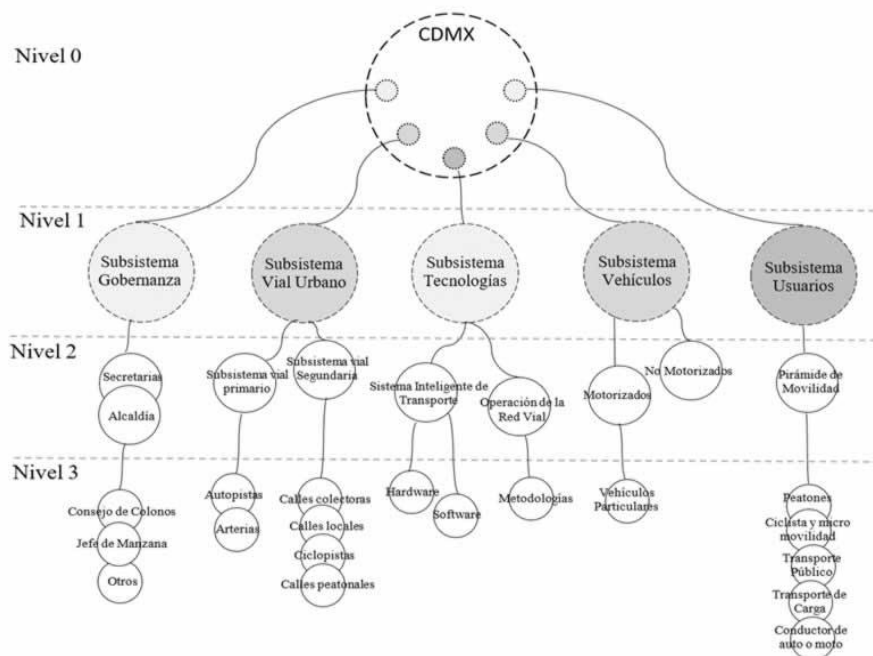 CDMX
Nivel 0
Nivel 1
Subsistema
Gobernanza
Subsistema
Vial Urbano
Subsistema
Tecnologías
Subsistema
Vehículos
Subsistema
Usuarios
Nivel 2
Secretarias
Alcaldía
Subsistema vial
primario
Subsistema vial
Segundaria
Sistema Inteligente de
Transporte
Operación de la
Red Vial
Motorizados
No Motorizados
Pirámide de
Movilidad
Nivel 3
Consejo de Colonos
Jefe de Manzana
Otros
Autopistas
Arterias
Calles colectoras
Calles locales
Ciclopistas
Calles peatonales
Hardware
Software
Metodologías
Vehículos
Particulares
Peatones
Ciclista y micro
movilidad
Transporte
Público
Transporte de
Carga
Conductor de
auto o moto